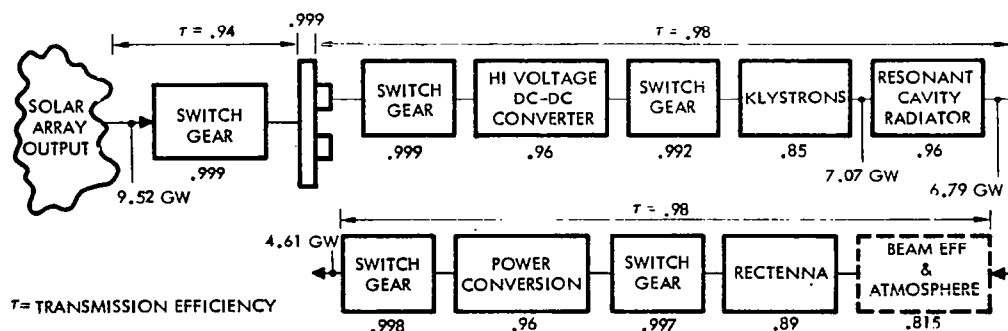 .999
τ = .94
τ = .98
SOLAR
ARRAY
OUTPUT
9.52 GW
SWITCH
GEAR
.999
SWITCH
GEAR
.999
HI VOLTAGE
DC-DC
CONVERTER
.96
SWITCH
GEAR
.992
KLYSTRONS
.85
7.07 GW
RESONANT
CAVITY
RADIATOR
.96
6.79 GW
τ = .98
4.61 GW
SWITCH
GEAR
.998
POWER
CONVERSION
.96
SWITCH
GEAR
.997
RECTENNA
.89
BEAM EFF
&
ATMOSPHERE
.815
τ = TRANSMISSION EFFICIENCY